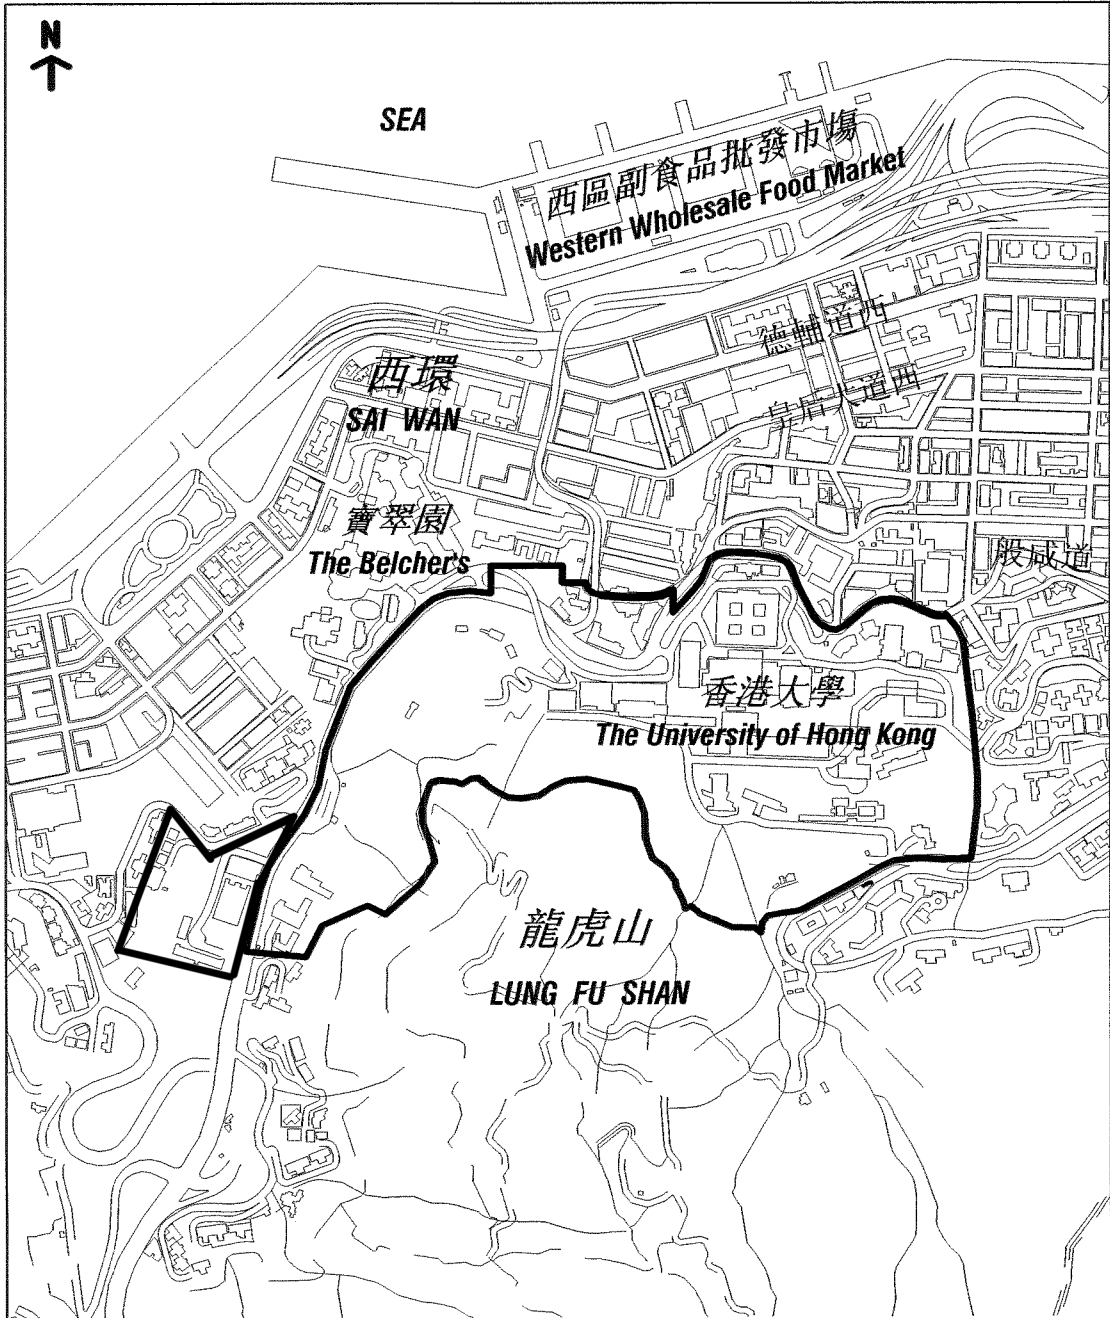 N
SEA
西區副食品批發市場
Western Wholesale Food Market
德輔道西
西環
SAI WAN
皇后大道西
寶翠園
The Belcher's
般咸道
香港大學
The University of Hong Kong
龍虎山
LUNG FU SHAN